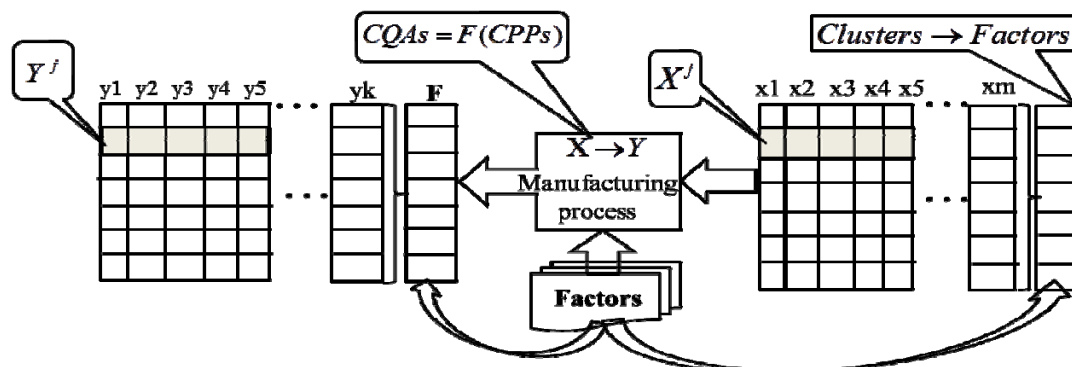 CQAs = F(CPPs)
Clusters → Factors
Y^j
X^j
y1 y2 y3 y4 y5 ... yk F
x1 x2 x3 x4 x5 ... xm
X → Y
Manufacturing
process
... ...
Factors